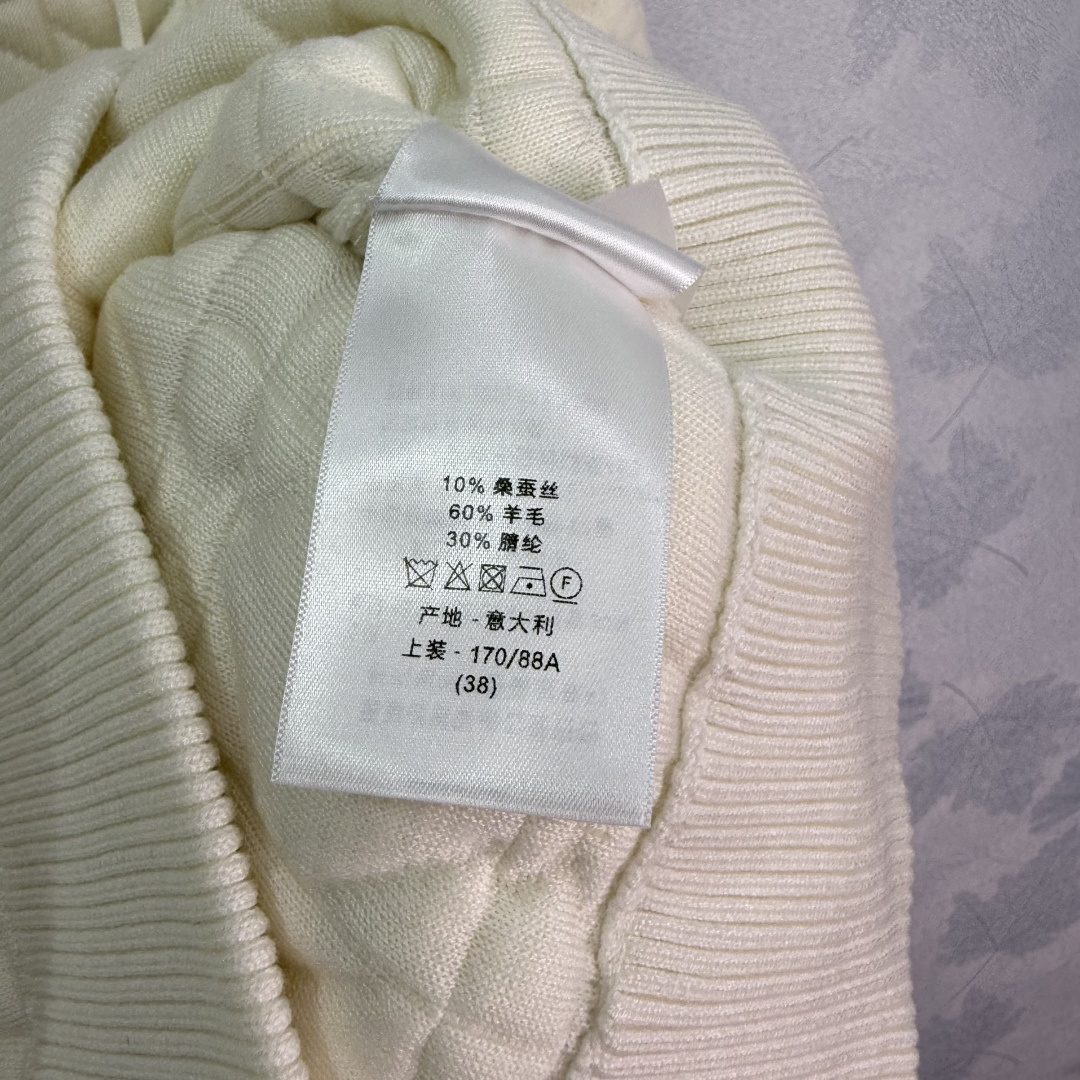 10% 桑蚕丝
60% 羊毛
30% 腈纶
F
产地 - 意大利
上装 - 170/88A
(38)